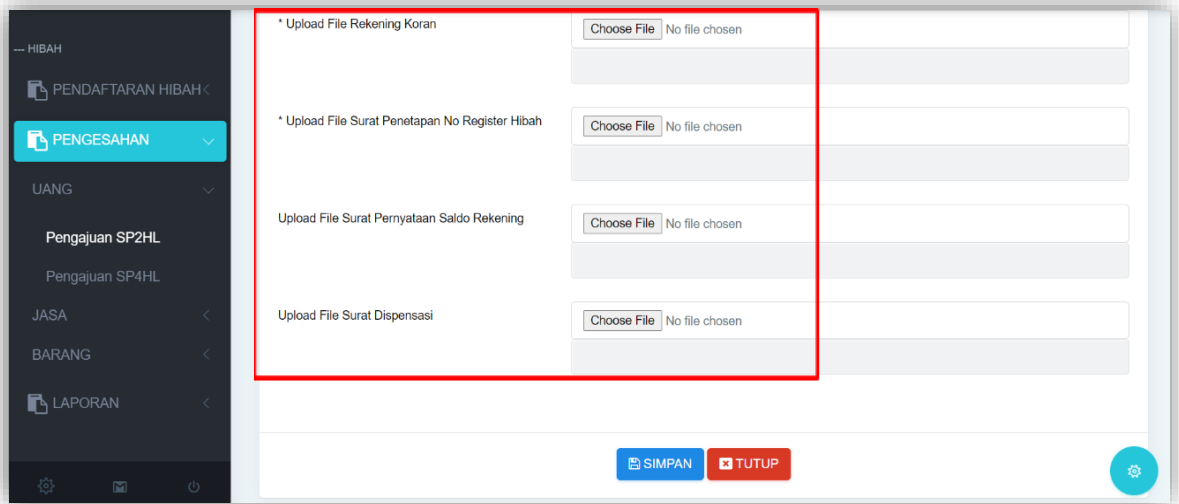 --- HIBAH
PENDAFTARAN HIBAH
PENGESAHAN
UANG
Pengajuan SP2HL
Pengajuan SP4HL
JASA
BARANG
LAPORAN
* Upload File Rekening Koran
Choose File No file chosen
* Upload File Surat Penetapan No Register Hibah
Choose File No file chosen
Upload File Surat Pernyataan Saldo Rekening
Choose File No file chosen
Upload File Surat Dispensasi
Choose File No file chosen
SIMPAN
TUTUP